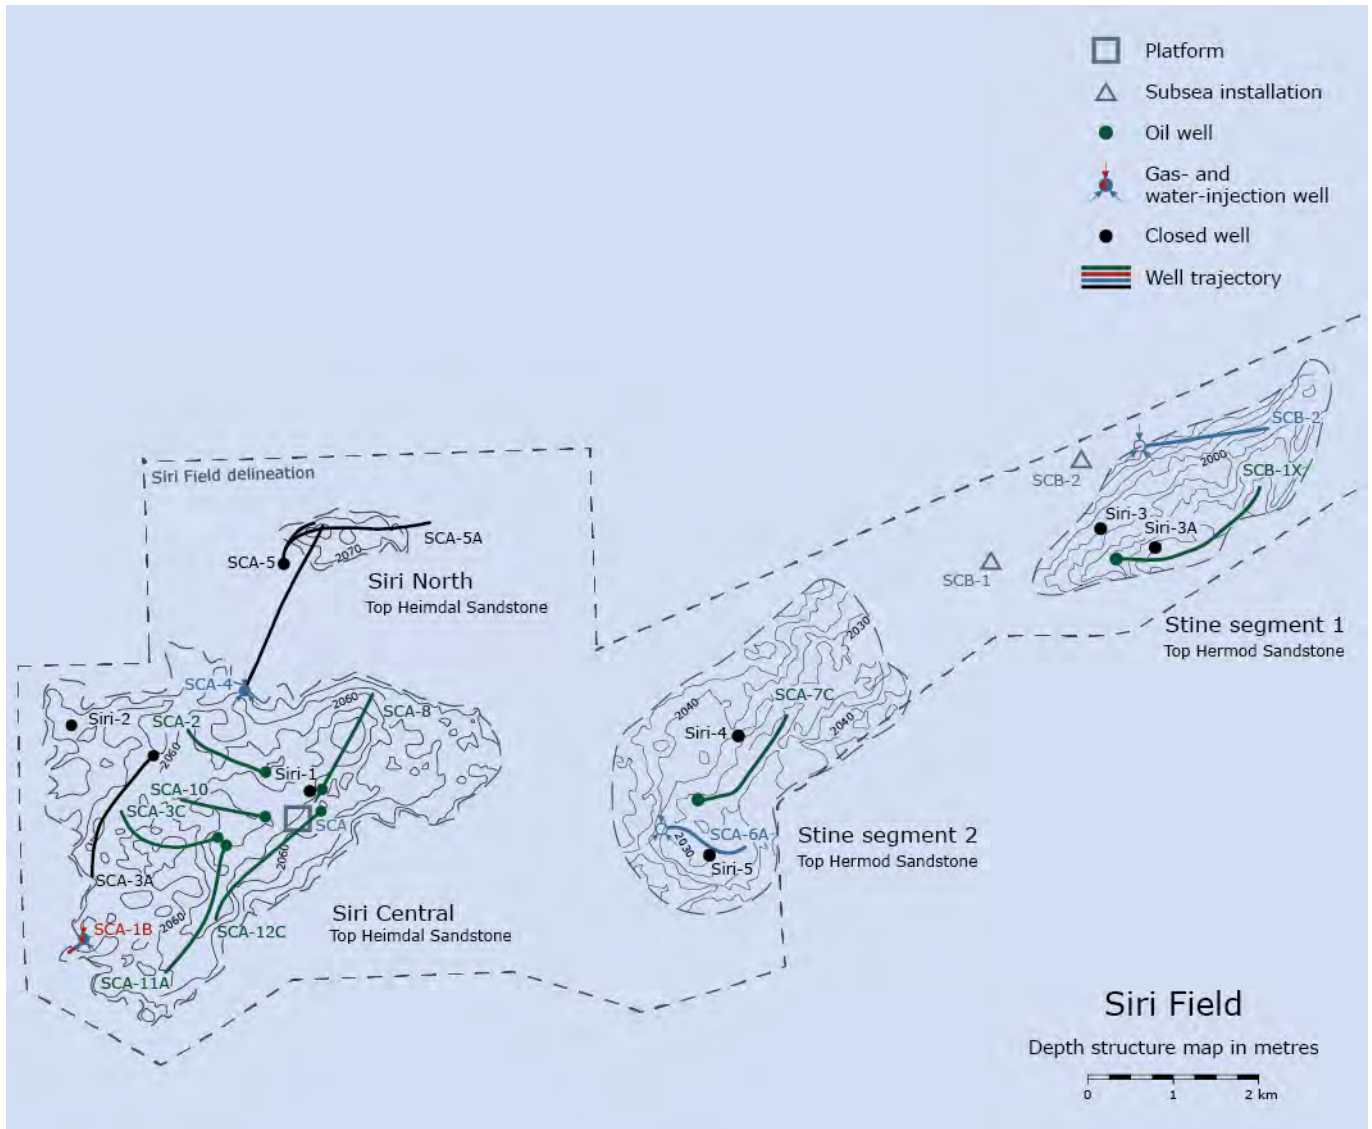 Platform
Subsea installation
Oil well
Gas- and
water-injection well
Closed well
Well trajectory
SCB-2
2000
SCB-1X
SCB-2
Siri Field delineation
Siri-3
Siri-3A
SCA-5A
2070
SCA-5
SCB-1
Siri North
Top Heimdal Sandstone
Stine segment 1
Top Hermod Sandstone
2030
SCA-4
SCA-7C
2060
SCA-8
2040
Siri-2
SCA-2
2040
Siri-4
2060
Siri-1
SCA-10
SCA-3C
SCA
SCA-6A
Stine segment 2
Top Hermod Sandstone
2060
2030
Siri-5
SCA-3A
Siri Central
Top Heimdal Sandstone
2060
SCA-1B
SCA-12C
SCA-11A
Siri Field
Depth structure map in metres
0 1 2 km